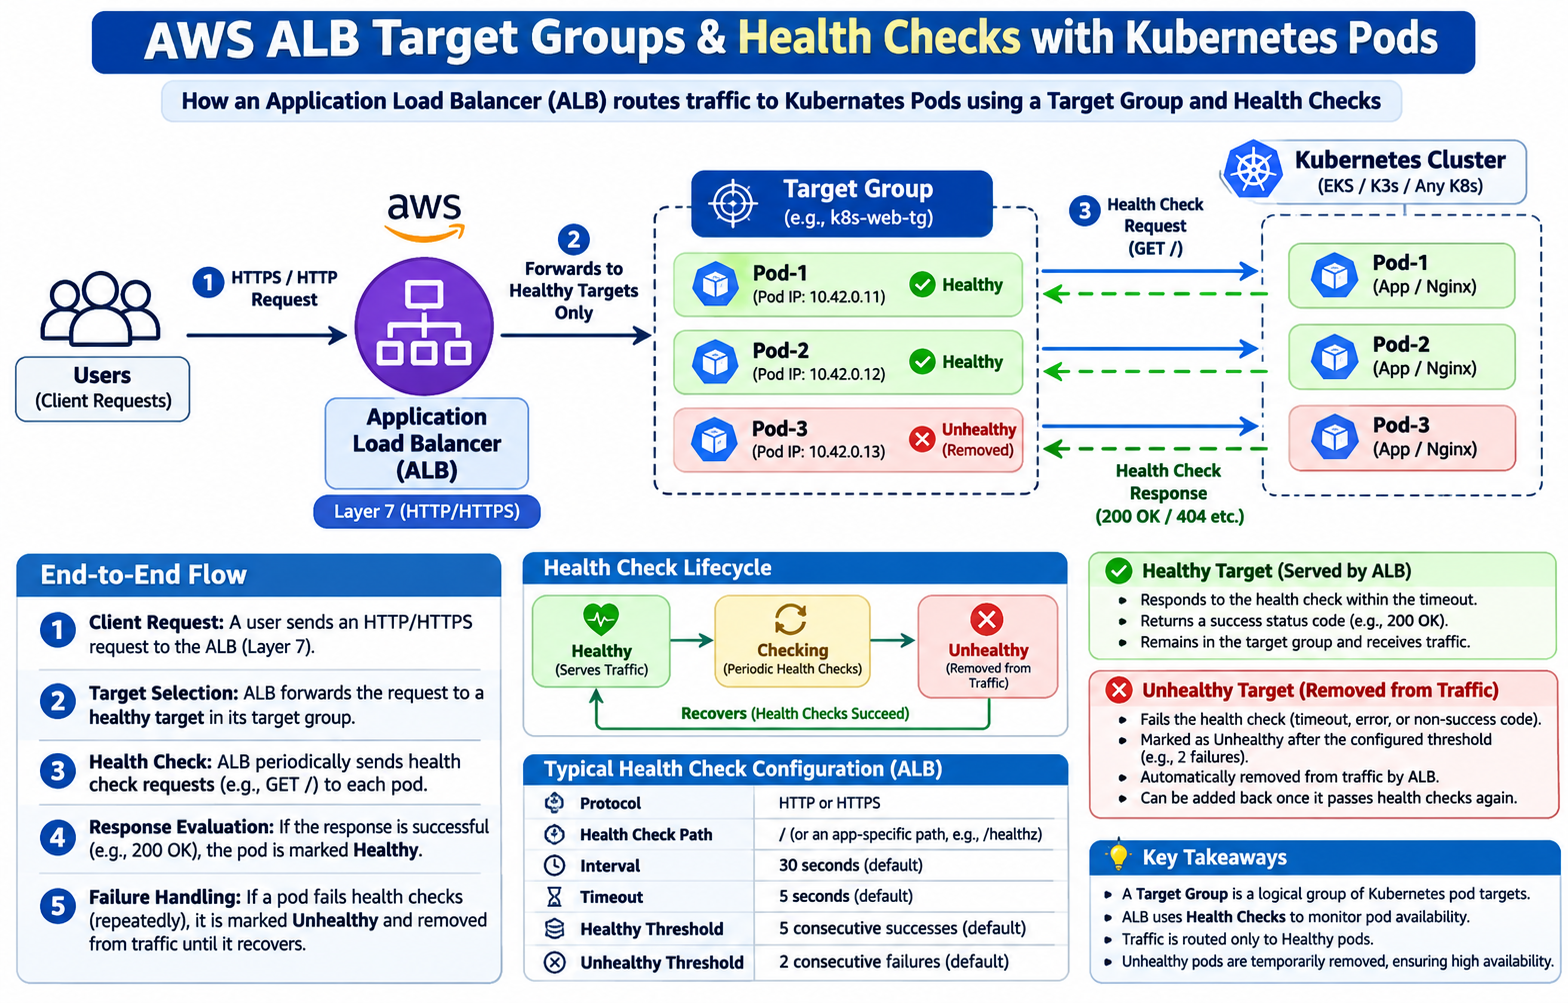 AWS ALB Target Groups & Health Checks with Kubernetes Pods
How an Application Load Balancer (ALB) routes traffic to Kubernates Pods using a Target Group and Health Checks
Users
(Client Requests)
1
HTTPS / HTTP
Request
aws
Application
Load Balancer
(ALB)
Layer 7 (HTTP/HTTPS)
2
Forwards to
Healthy Targets
Only
Target Group
(e.g., k8s-web-tg)
Pod-1
(Pod IP: 10.42.0.11)
Healthy
Pod-2
(Pod IP: 10.42.0.12)
Healthy
Pod-3
(Pod IP: 10.42.0.13)
Unhealthy
(Removed)
3
Health Check
Request
(GET /)
Health Check
Response
(200 OK / 404 etc.)
Kubernetes Cluster
(EKS / K3s / Any K8s)
Pod-1
(App / Nginx)
Pod-2
(App / Nginx)
Pod-3
(App / Nginx)
End-to-End Flow
1
Client Request: A user sends an HTTP/HTTPS
request to the ALB (Layer 7).
2
Target Selection: ALB forwards the request to a
healthy target in its target group.
3
Health Check: ALB periodically sends health
check requests (e.g., GET /) to each pod.
4
Response Evaluation: If the response is successful
(e.g., 200 OK), the pod is marked Healthy.
5
Failure Handling: If a pod fails health checks
(repeatedly), it is marked Unhealthy and removed
from traffic until it recovers.
Health Check Lifecycle
Healthy
(Serves Traffic)
Checking
(Periodic Health Checks)
Unhealthy
(Removed from
Traffic)
Recovers (Health Checks Succeed)
Typical Health Check Configuration (ALB)
Protocol HTTP or HTTPS
Health Check Path / (or an app-specific path, e.g., /healthz)
Interval 30 seconds (default)
Timeout 5 seconds (default)
Healthy Threshold 5 consecutive successes (default)
Unhealthy Threshold 2 consecutive failures (default)
Healthy Target (Served by ALB)
• Responds to the health check within the timeout.
• Returns a success status code (e.g., 200 OK).
• Remains in the target group and receives traffic.
Unhealthy Target (Removed from Traffic)
• Fails the health check (timeout, error, or non-success code).
• Marked as Unhealthy after the configured threshold
(e.g., 2 failures).
• Automatically removed from traffic by ALB.
• Can be added back once it passes health checks again.
Key Takeaways
• A Target Group is a logical group of Kubernetes pod targets.
• ALB uses Health Checks to monitor pod availability.
• Traffic is routed only to Healthy pods.
• Unhealthy pods are temporarily removed, ensuring high availability.